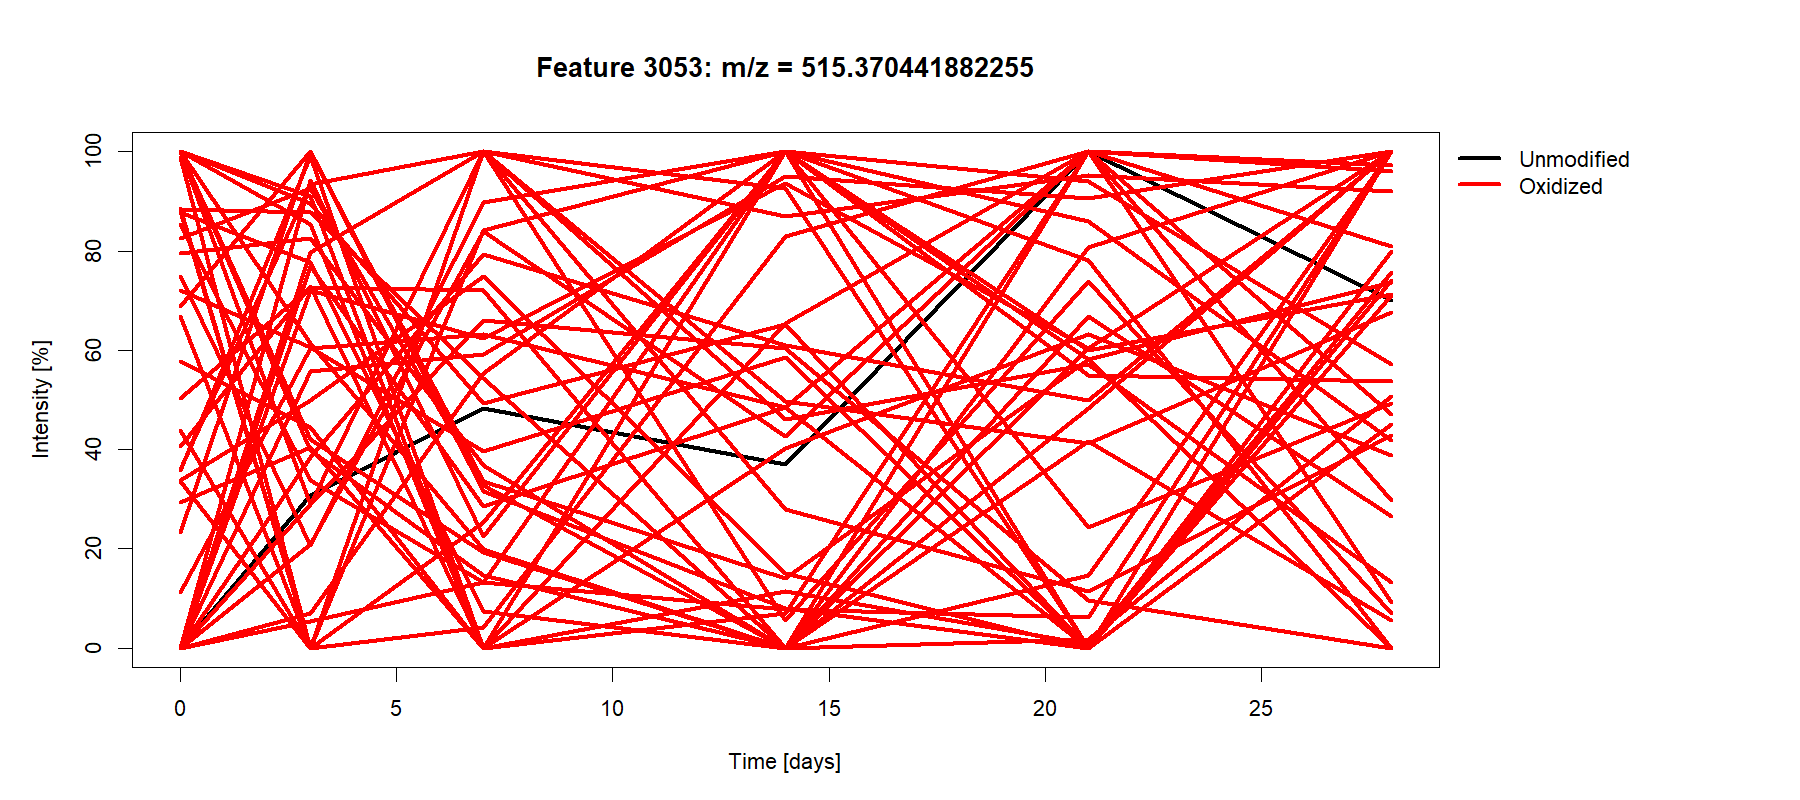 Feature 3053: m/z = 515.370441882255
Unmodified
Oxidized
Intensity [%]
100
80
60
40
20
0
0 5 10 15 20 25
Time [days]